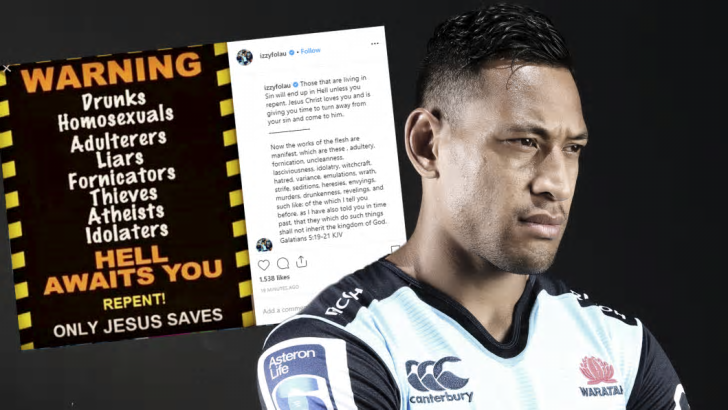 WARNING
Drunks
Homosexuals
Adulterers
Liars
Fornicators
Thieves
Atheists
Idolaters
HELL
AWAITS YOU
REPENT!
ONLY JESUS SAVES
izzyfolau • Follow
izzyfolau Those that are living in
Sin will end up in Hell unless you
repent. Jesus Christ loves you and is
giving you time to turn away from
your sin and come to him.
Now the works of the flesh are
manifest, which are these , adultery,
fornication, uncleanness,
lasciviousness, idolatry, witchcraft,
hatred, variance, emulations, wrath,
strife, seditions, heresies, envyings,
murders, drunkenness, revelings, and
such like: of the which I tell you
before, as I have also told you in time
past, that they which do such things
shall not inherit the kingdom of God.
Galatians 5:19-21 KJV
1,538 likes
MINUTES AGO
Add a comm
Asteron
Life
canterbury
WARATAH